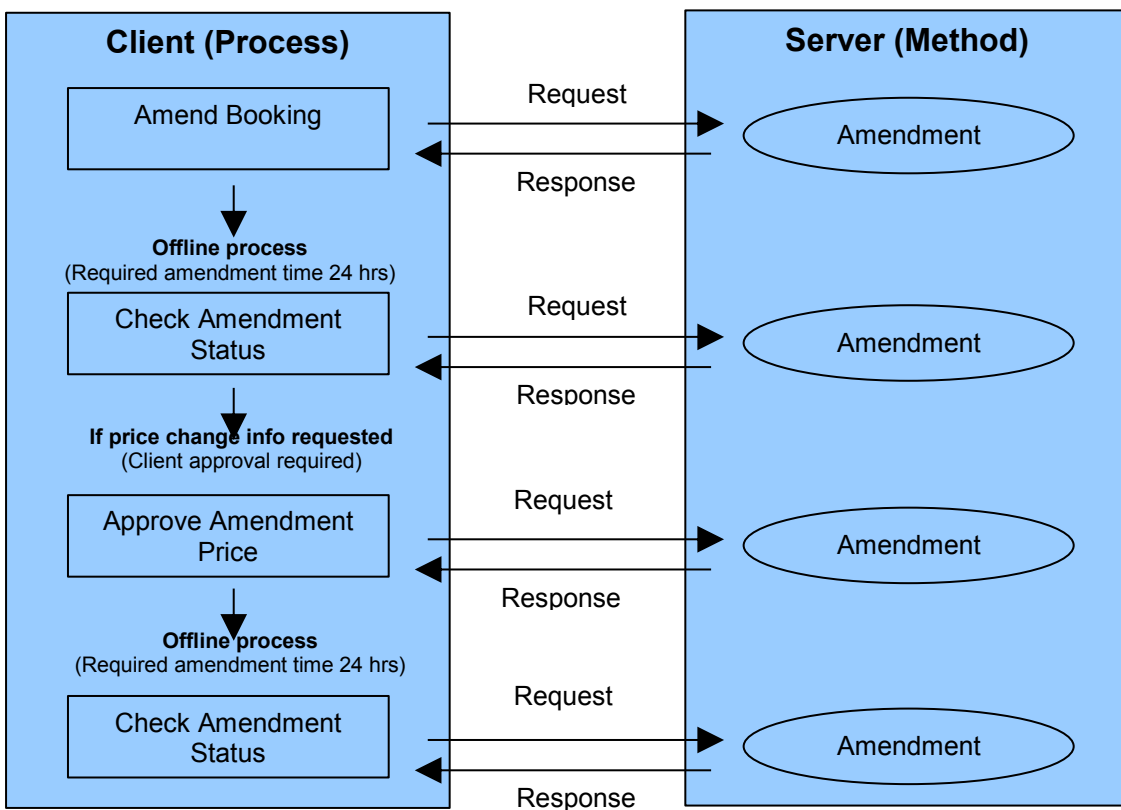 Client (Process)
Server (Method)
Amend Booking
Request
Amendment
Response
Offline process
(Required amendment time 24 hrs)
Check Amendment
Status
Request
Amendment
Response
If price change info requested
(Client approval required)
Approve Amendment
Price
Request
Amendment
Response
Offline process
(Required amendment time 24 hrs)
Check Amendment
Status
Request
Amendment
Response